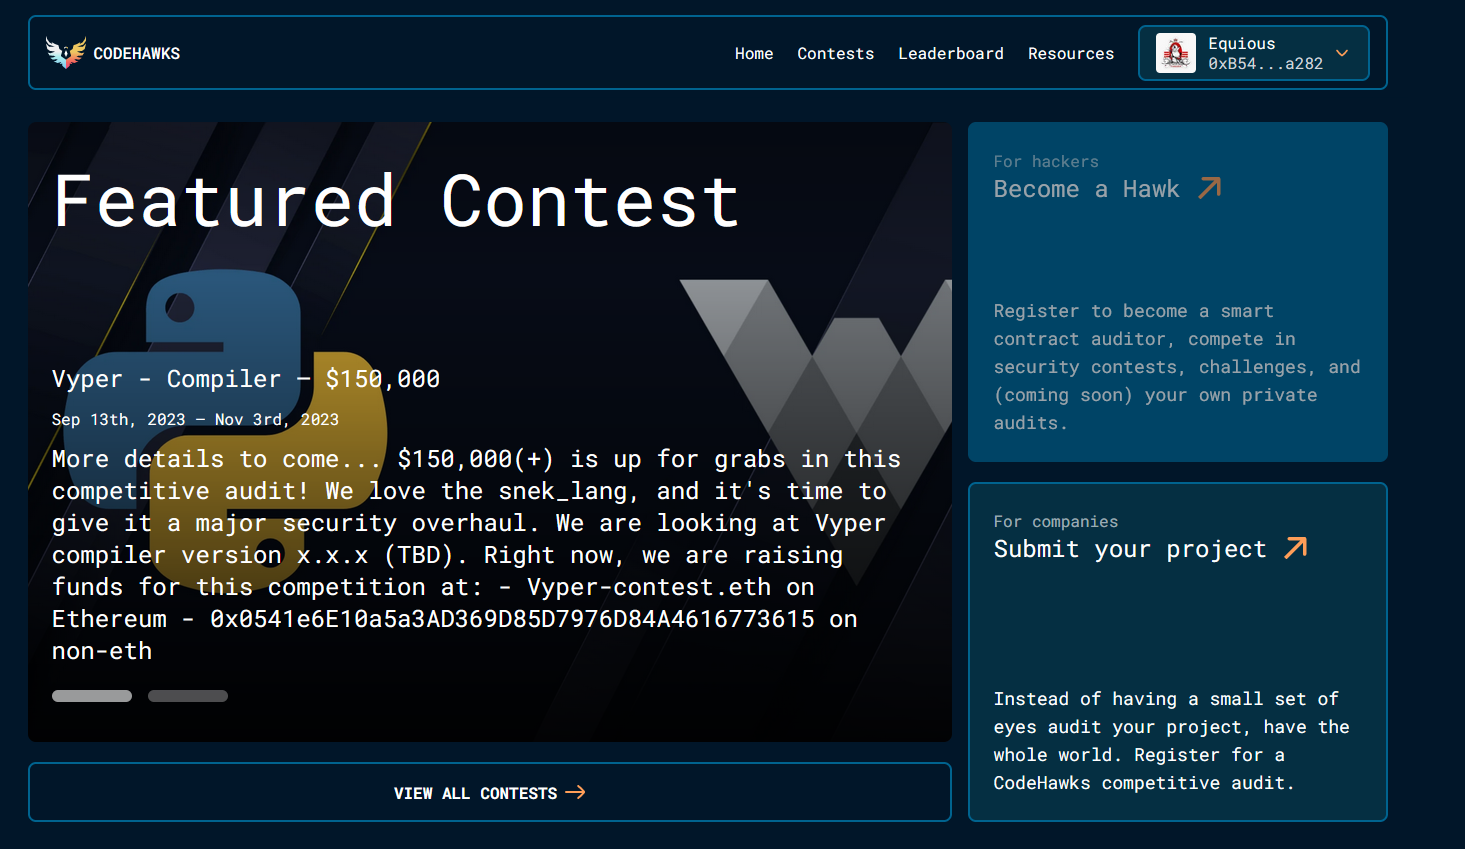 CODEHAWKS
Home
Contests
Leaderboard
Resources
Equious
0xB54...a282
Featured Contest
Vyper - Compiler — $150,000
Sep 13th, 2023 — Nov 3rd, 2023
More details to come... $150,000(+) is up for grabs in this
competitive audit! We love the snek_lang, and it's time to
give it a major security overhaul. We are looking at Vyper
compiler version x.x.x (TBD). Right now, we are raising
funds for this competition at: - Vyper-contest.eth on
Ethereum - 0x0541e6E10a5a3AD369D85D7976D84A4616773615 on
non-eth
VIEW ALL CONTESTS
For hackers
Become a Hawk
Register to become a smart
contract auditor, compete in
security contests, challenges, and
(coming soon) your own private
audits.
For companies
Submit your project
Instead of having a small set of
eyes audit your project, have the
whole world. Register for a
CodeHawks competitive audit.